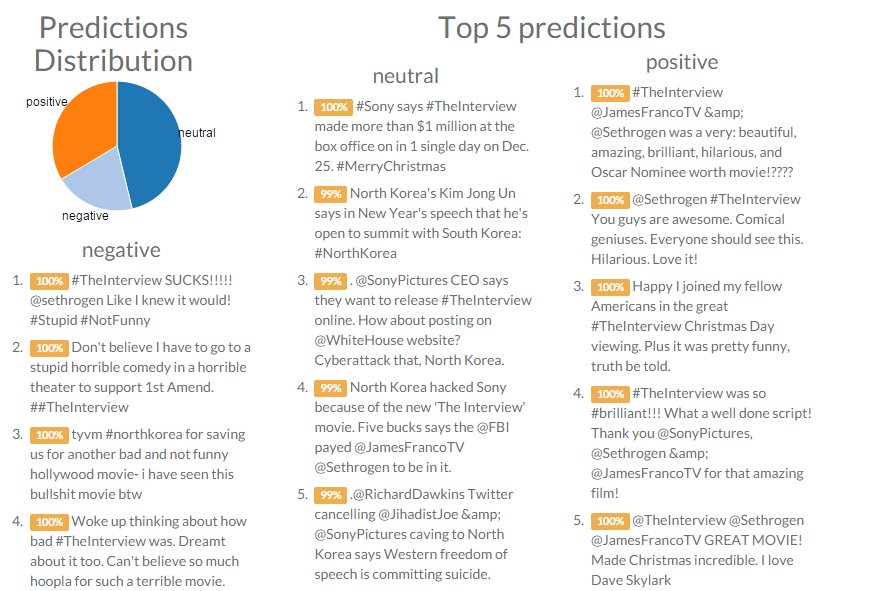 Predictions
Distribution
positive
neutral
negative
negative
1. 100% #TheInterview SUCKS!!!!!
@sethrogen Like I knew it would!
#Stupid #NotFunny
2. 100% Don't believe I have to go to a
stupid horrible comedy in a horrible
theater to support 1st Amend.
##TheInterview
3. 100% tyvm #northkorea for saving
us for another bad and not funny
hollywood movie- i have seen this
bullshit movie btw
4. 100% Woke up thinking about how
bad #TheInterview was. Dreamt
about it too. Can't believe so much
hoopla for such a terrible movie.
Top 5 predictions
neutral
1. 100% #Sony says #TheInterview
made more than $1 million at the
box office on in 1 single day on Dec.
25. #MerryChristmas
2. 99% North Korea's Kim Jong Un
says in New Year's speech that he's
open to summit with South Korea:
#NorthKorea
3. 99% . @SonyPictures CEO says
they want to release #TheInterview
online. How about posting on
@WhiteHouse website?
Cyberattack that, North Korea.
4. 99% North Korea hacked Sony
because of the new 'The Interview'
movie. Five bucks says the @FBI
payed @JamesFrancoTV
@Sethrogen to be in it.
5. 99% .@RichardDawkins Twitter
cancelling @JihadistJoe &amp;
@SonyPictures caving to North
Korea says Western freedom of
speech is committing suicide.
positive
1. 100% #TheInterview
@JamesFrancoTV &amp;
@Sethrogen was a very: beautiful,
amazing, brilliant, hilarious, and
Oscar Nominee worth movie!????
2. 100% @Sethrogen #TheInterview
You guys are awesome. Comical
geniuses. Everyone should see this.
Hilarious. Love it!
3. 100% Happy I joined my fellow
Americans in the great
#TheInterview Christmas Day
viewing. Plus it was pretty funny,
truth be told.
4. 100% #TheInterview was so
#brilliant!!! What a well done script!
Thank you @SonyPictures,
@Sethrogen &amp;
@JamesFrancoTV for that amazing
film!
5. 100% @TheInterview @Sethrogen
@JamesFrancoTV GREAT MOVIE!
Made Christmas incredible. I love
Dave Skylark